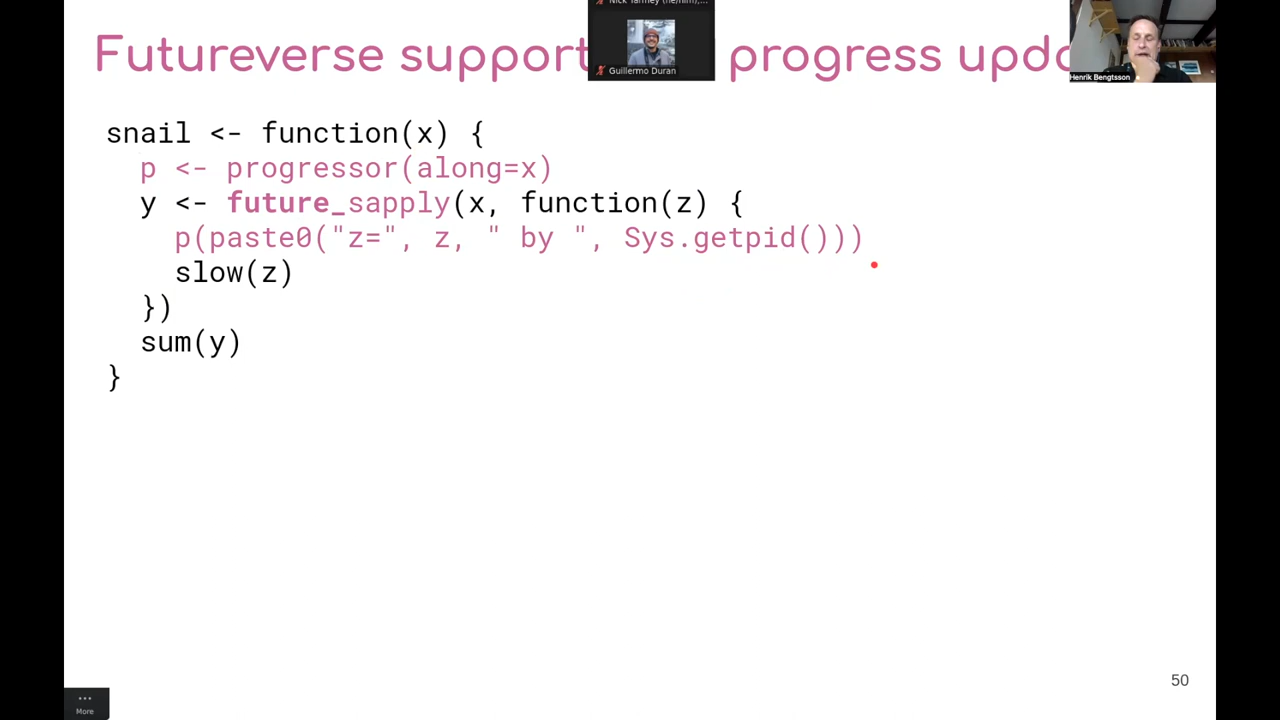 Futureverse support progress upd
Guillermo Duran
Henrik Bengtsson
snail <- function(x) {
p <- progressor(along=x)
y <- future_sapply(x, function(z) {
p(paste0("z=", z, " by ", Sys.getpid()))
slow(z)
})
sum(y)
}
50
More